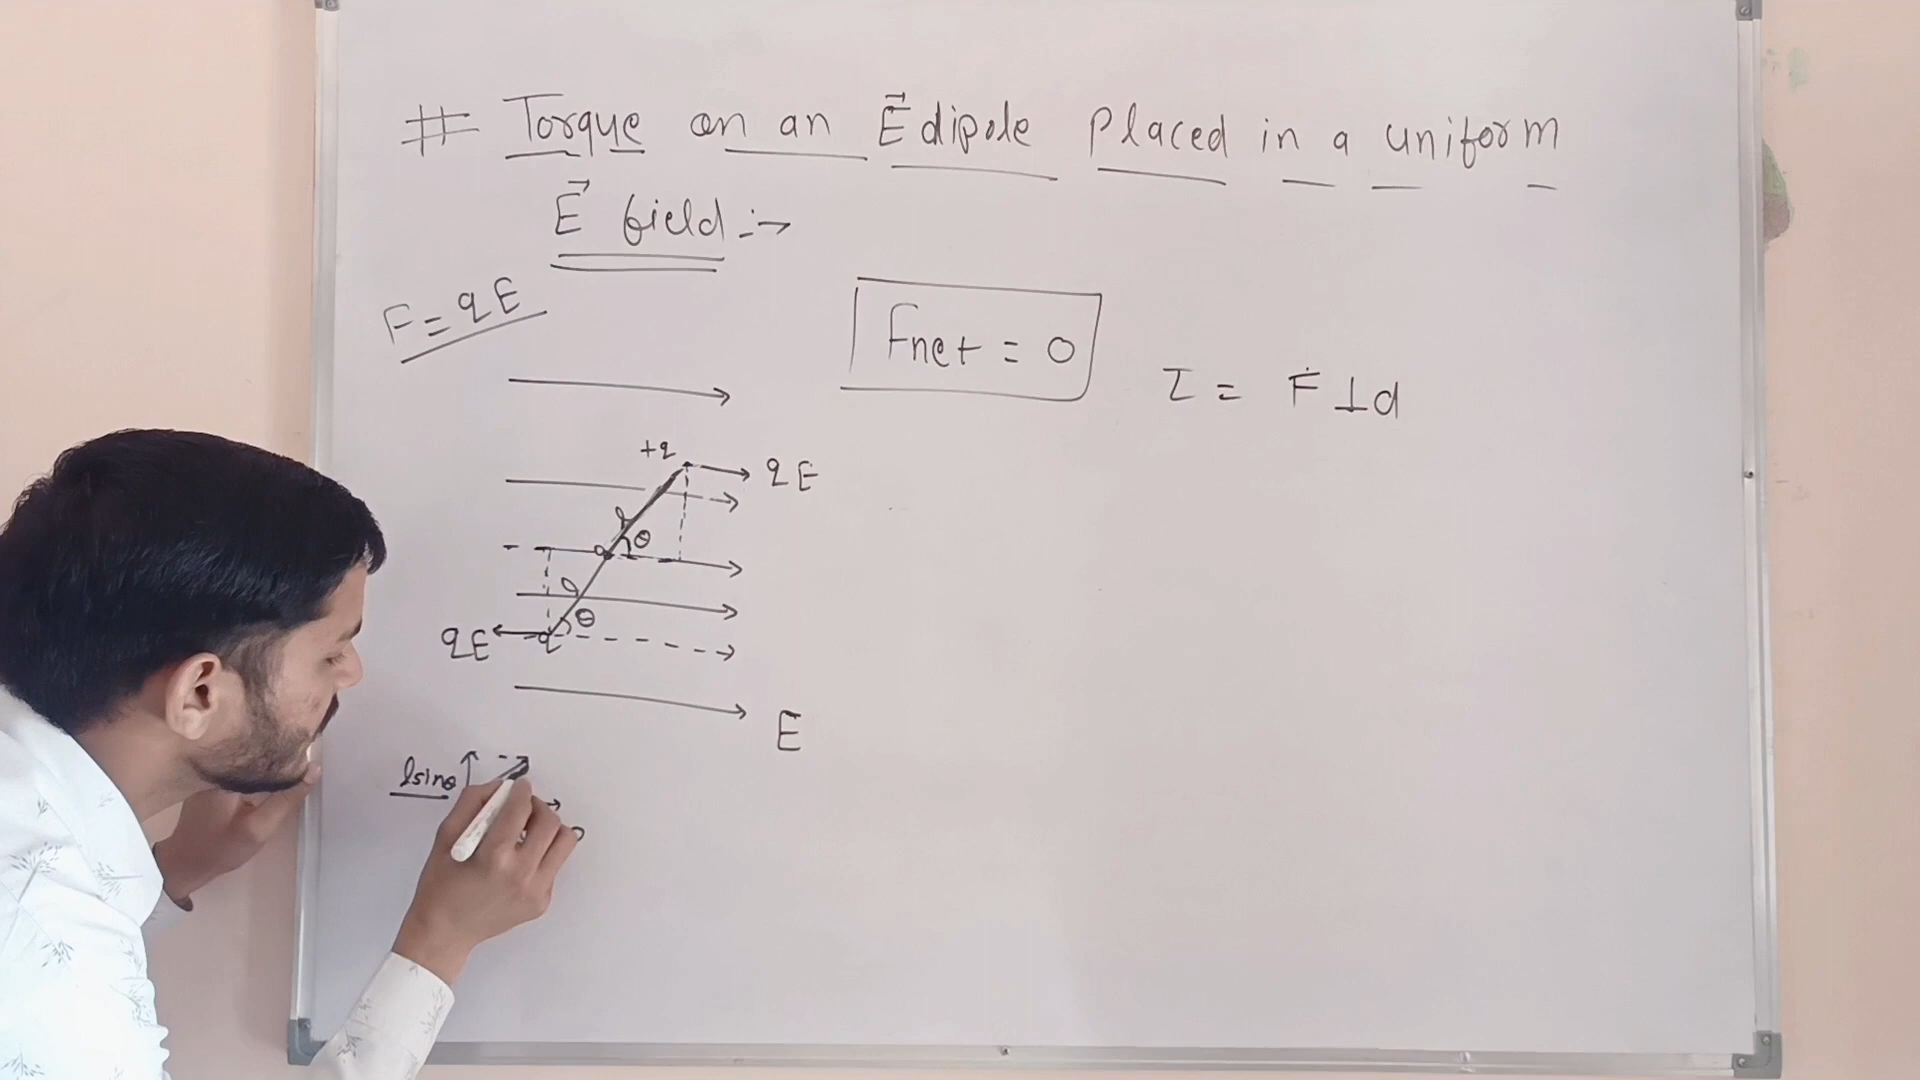 # Torque on an E⃗ dipole Placed in a uniform
E⃗ field :→
F = qE
Fnet = 0
τ = F ⊥ d
+q
qE
l
θ
o
l
θ
qE
q
E
lsinθ